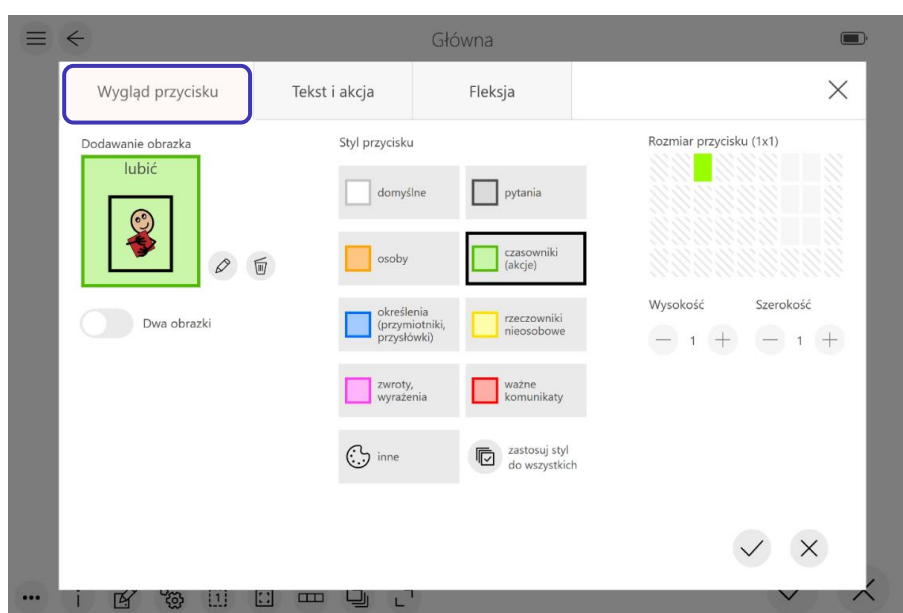 Główna
Wygląd przycisku
Tekst i akcja
Fleksja
Dodawanie obrazka
lubić
Dwa obrazki
Styl przycisku
domyślne
pytania
osoby
czasowniki
(akcje)
określenia
(przymiotniki,
przysłówki)
rzeczowniki
nieosobowe
zwroty,
wyrażenia
ważne
komunikaty
inne
zastosuj styl
do wszystkich
Rozmiar przycisku (1x1)
Wysokość
Szerokość
1
1
1